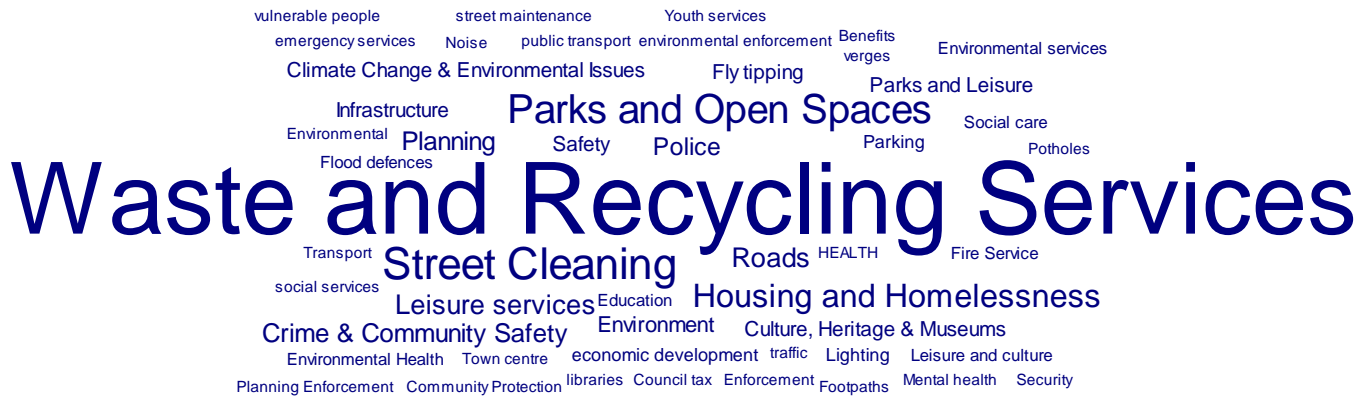 vulnerable people street maintenance Youth services
emergency services Noise public transport environmental enforcement Benefits
verges Environmental services
Climate Change & Environmental Issues Fly tipping Parks and Leisure
Infrastructure Parks and Open Spaces Social care
Environmental Planning Safety Police Parking Potholes
Flood defences
Waste and Recycling Services
Transport Street Cleaning Roads HEALTH Fire Service
social services Leisure services Education Housing and Homelessness
Crime & Community Safety Environment Culture, Heritage & Museums
Environmental Health Town centre economic development traffic Lighting Leisure and culture
Planning Enforcement Community Protection libraries Council tax Enforcement Footpaths Mental health Security